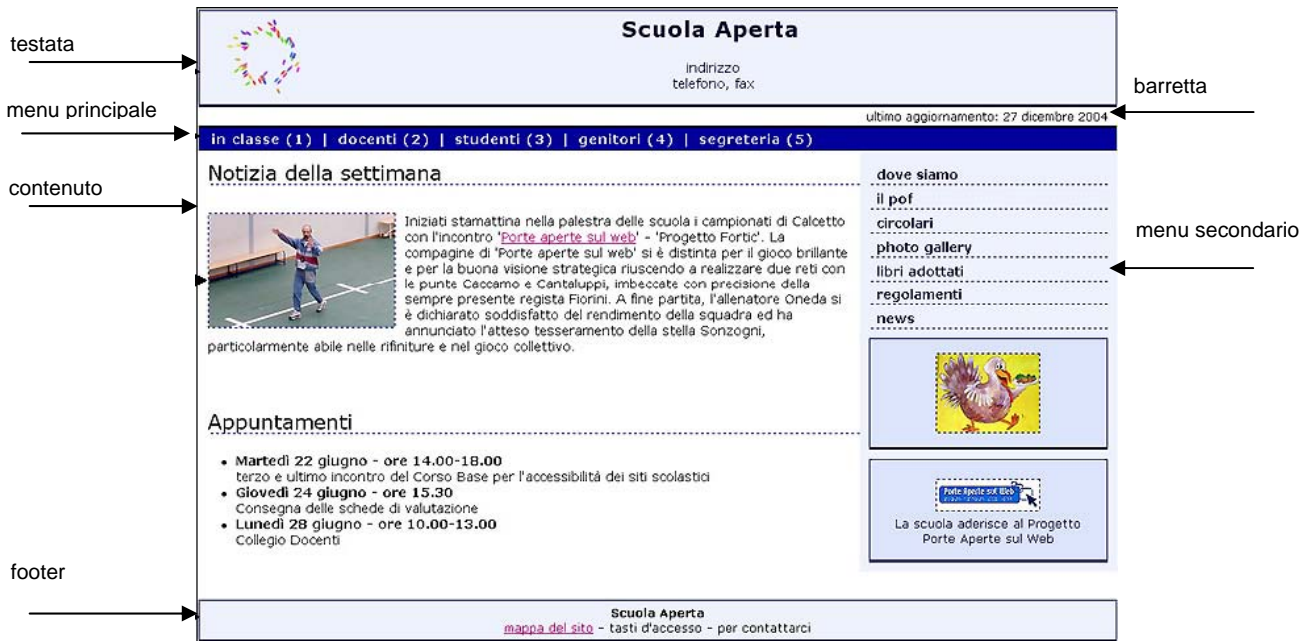 testata
menu principale
contenuto
footer
barretta
menu secondario
Scuola Aperta
indirizzo
telefono, fax
ultimo aggiornamento: 27 dicembre 2004
in classe (1) | docenti (2) | studenti (3) | genitori (4) | segreteria (5)
Notizia della settimana
Iniziati stamattina nella palestra delle scuola i campionati di Calcetto
con l'incontro 'Porte aperte sul web' - 'Progetto Fortic'. La
compagine di 'Porte aperte sul web' si è distinta per il gioco brillante
e per la buona visione strategica riuscendo a realizzare due reti con
le punte Caccamo e Cantaluppi, imbeccate con precisione della
sempre presente regista Fiorini. A fine partita, l'allenatore Oneda si
è dichiarato soddisfatto del rendimento della squadra ed ha
annunciato l'atteso tesseramento della stella Sonzogni,
particolarmente abile nelle rifiniture e nel gioco collettivo.
Appuntamenti
• Martedì 22 giugno - ore 14.00-18.00
terzo e ultimo incontro del Corso Base per l'accessibilità dei siti scolastici
• Giovedì 24 giugno - ore 15.30
Consegna delle schede di valutazione
• Lunedì 28 giugno - ore 10.00-13.00
Collegio Docenti
dove siamo
il pof
circolari
photo gallery
libri adottati
regolamenti
news
Porte Aperte sul Web
La scuola aderisce al Progetto
Porte Aperte sul Web
Scuola Aperta
mappa del sito - tasti d'accesso - per contattarci